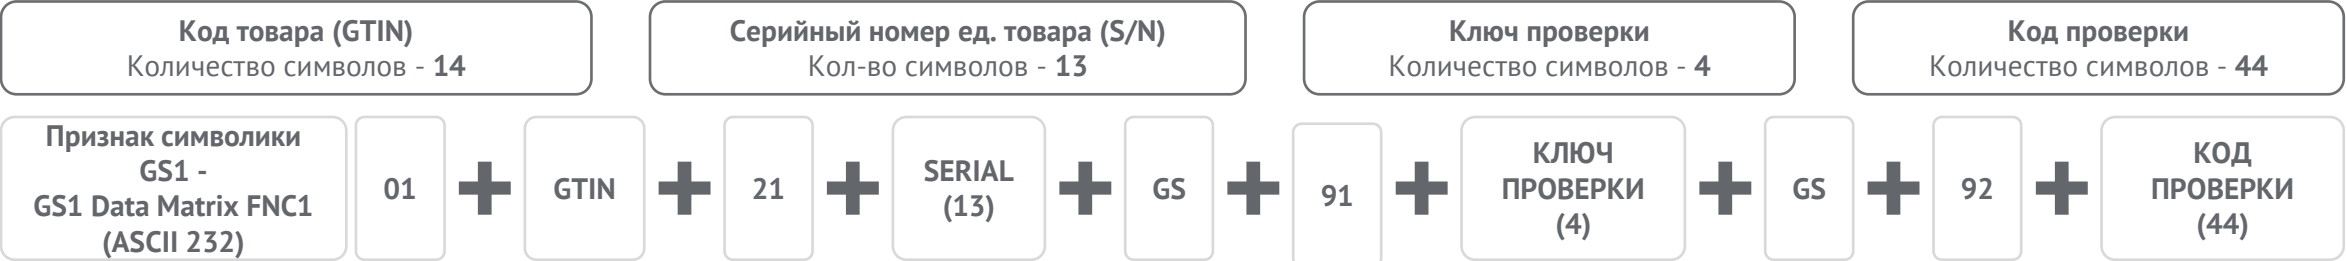 Код товара (GTIN)
Количество символов - 14
Серийный номер ед. товара (S/N)
Кол-во символов - 13
Ключ проверки
Количество символов - 4
Код проверки
Количество символов - 44
Признак символики
GS1 -
GS1 Data Matrix FNC1
(ASCII 232)
01
+
GTIN
+
21
+
SERIAL
(13)
+
GS
+
91
+
КЛЮЧ
ПРОВЕРКИ
(4)
+
GS
+
92
+
КОД
ПРОВЕРКИ
(44)